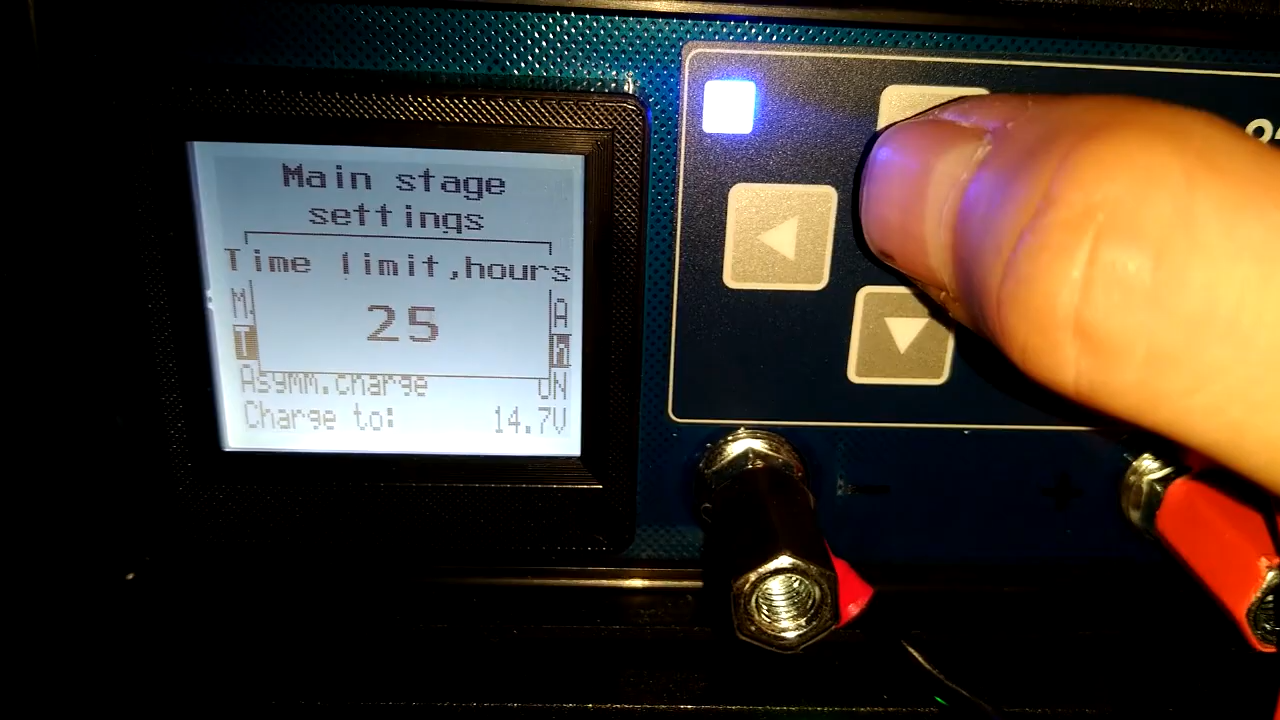 Main stage
settings
Time limit,hours
M.
A
25
T
Asymm.charge ON
Charge to: 14.7V
- +